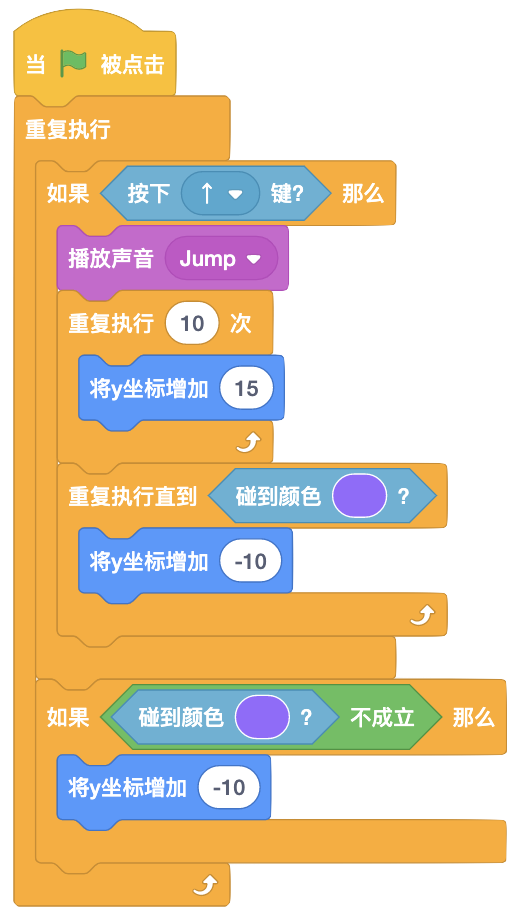 当 被点击
重复执行
如果 按下 ↑ 键? 那么
播放声音 Jump
重复执行 10 次
将y坐标增加 15
重复执行直到 碰到颜色 ?
将y坐标增加 -10
如果 碰到颜色 ? 不成立 那么
将y坐标增加 -10